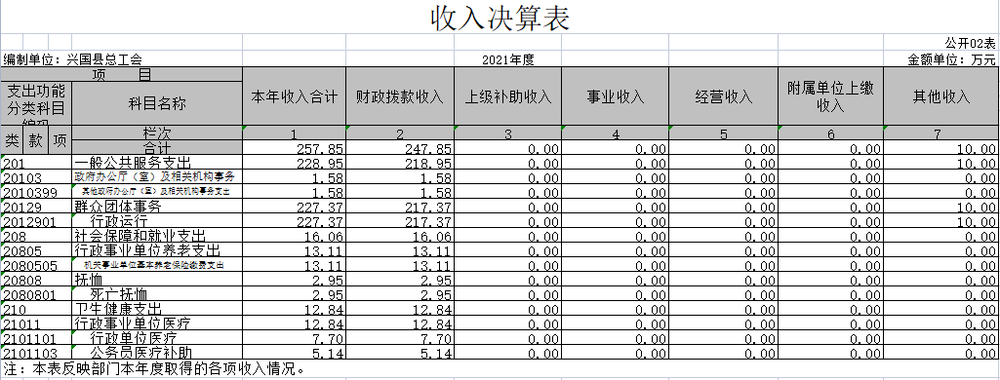 收入决算表
公开02表
编制单位：兴国县总工会 2021年度 金额单位：万元
项 目 本年收入合计 财政拨款收入 上级补助收入 事业收入 经营收入 附属单位上缴收入 其他收入
支出功能分类科目编码 科目名称
类 款 项 栏次 1 2 3 4 5 6 7
合计 257.85 247.85 0.00 0.00 0.00 0.00 10.00
201 一般公共服务支出 228.95 218.95 0.00 0.00 0.00 0.00 10.00
20103 政府办公厅（室）及相关机构事务 1.58 1.58 0.00 0.00 0.00 0.00 0.00
2010399 其他政府办公厅（室）及相关机构事务支出 1.58 1.58 0.00 0.00 0.00 0.00 0.00
20129 群众团体事务 227.37 217.37 0.00 0.00 0.00 0.00 10.00
2012901 行政运行 227.37 217.37 0.00 0.00 0.00 0.00 10.00
208 社会保障和就业支出 16.06 16.06 0.00 0.00 0.00 0.00 0.00
20805 行政事业单位养老支出 13.11 13.11 0.00 0.00 0.00 0.00 0.00
2080505 机关事业单位基本养老保险缴费支出 13.11 13.11 0.00 0.00 0.00 0.00 0.00
20808 抚恤 2.95 2.95 0.00 0.00 0.00 0.00 0.00
2080801 死亡抚恤 2.95 2.95 0.00 0.00 0.00 0.00 0.00
210 卫生健康支出 12.84 12.84 0.00 0.00 0.00 0.00 0.00
21011 行政事业单位医疗 12.84 12.84 0.00 0.00 0.00 0.00 0.00
2101101 行政单位医疗 7.70 7.70 0.00 0.00 0.00 0.00 0.00
2101103 公务员医疗补助 5.14 5.14 0.00 0.00 0.00 0.00 0.00
注：本表反映部门本年度取得的各项收入情况。